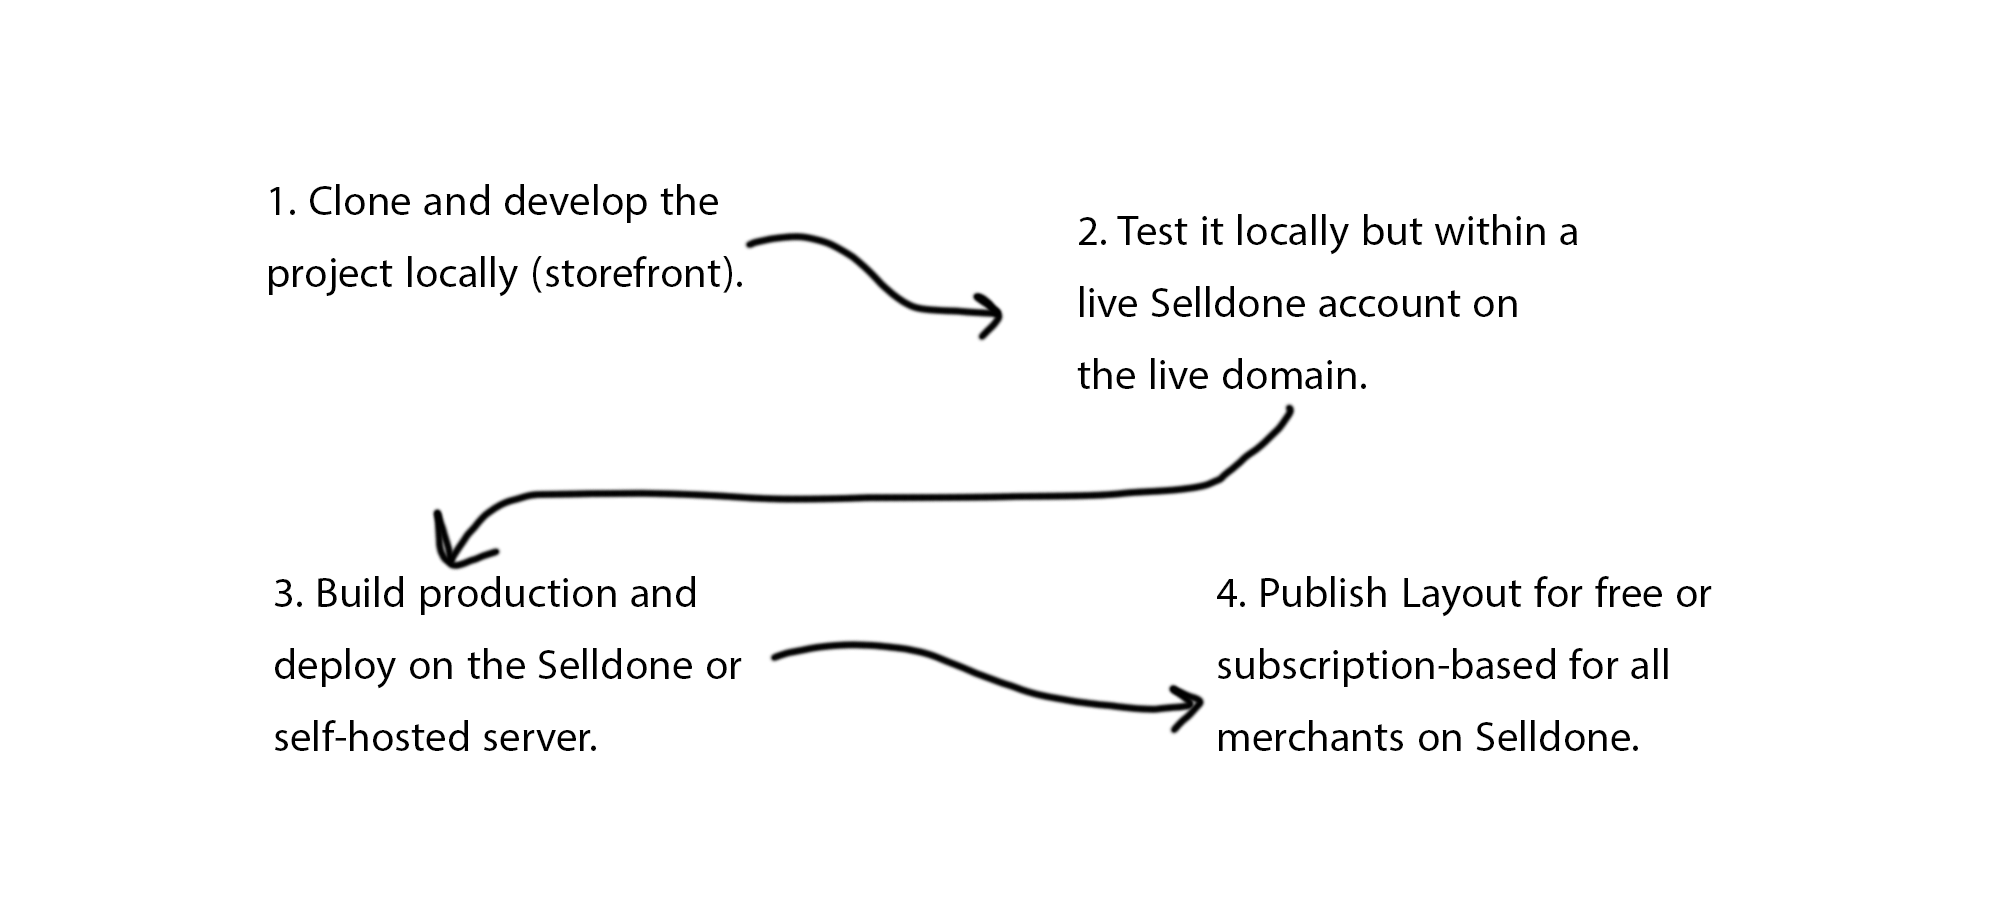 1. Clone and develop the
project locally (storefront).
2. Test it locally but within a
live Selldone account on
the live domain.
3. Build production and
deploy on the Selldone or
self-hosted server.
4. Publish Layout for free or
subscription-based for all
merchants on Selldone.